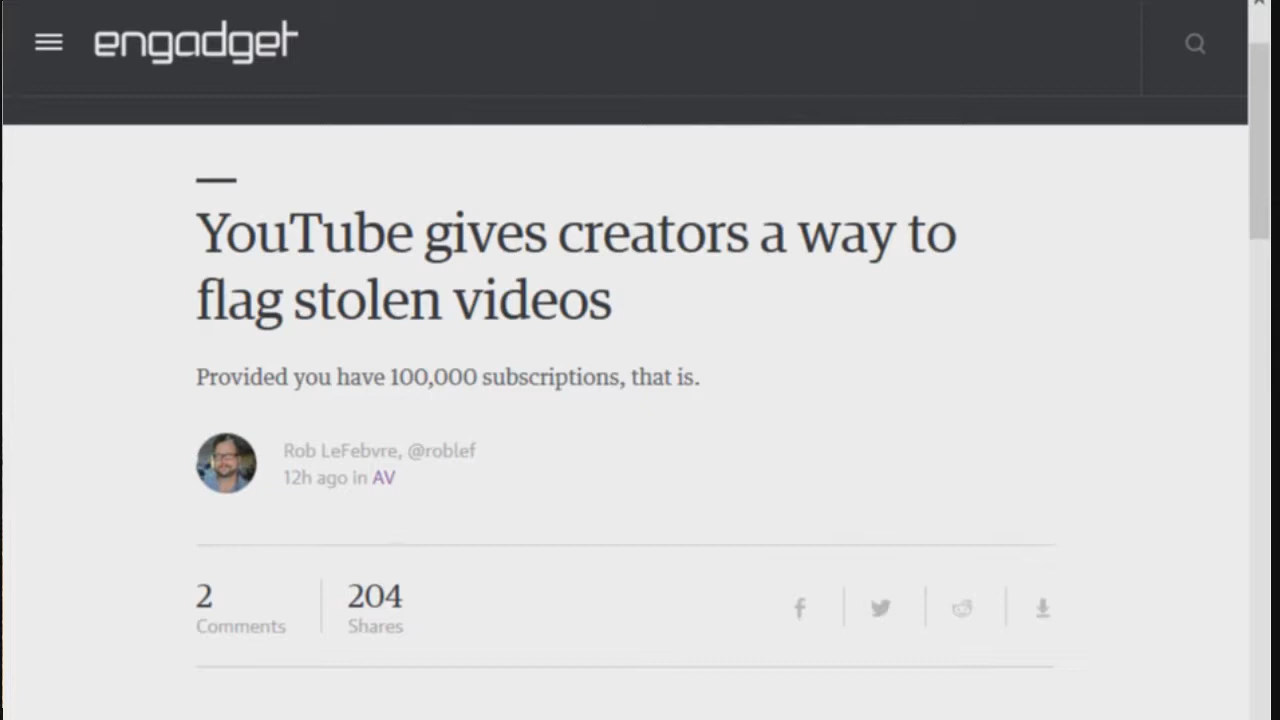 engadget
YouTube gives creators a way to
flag stolen videos
Provided you have 100,000 subscriptions, that is.
Rob LeFebvre, @roblef
12h ago in AV
2
Comments
204
Shares